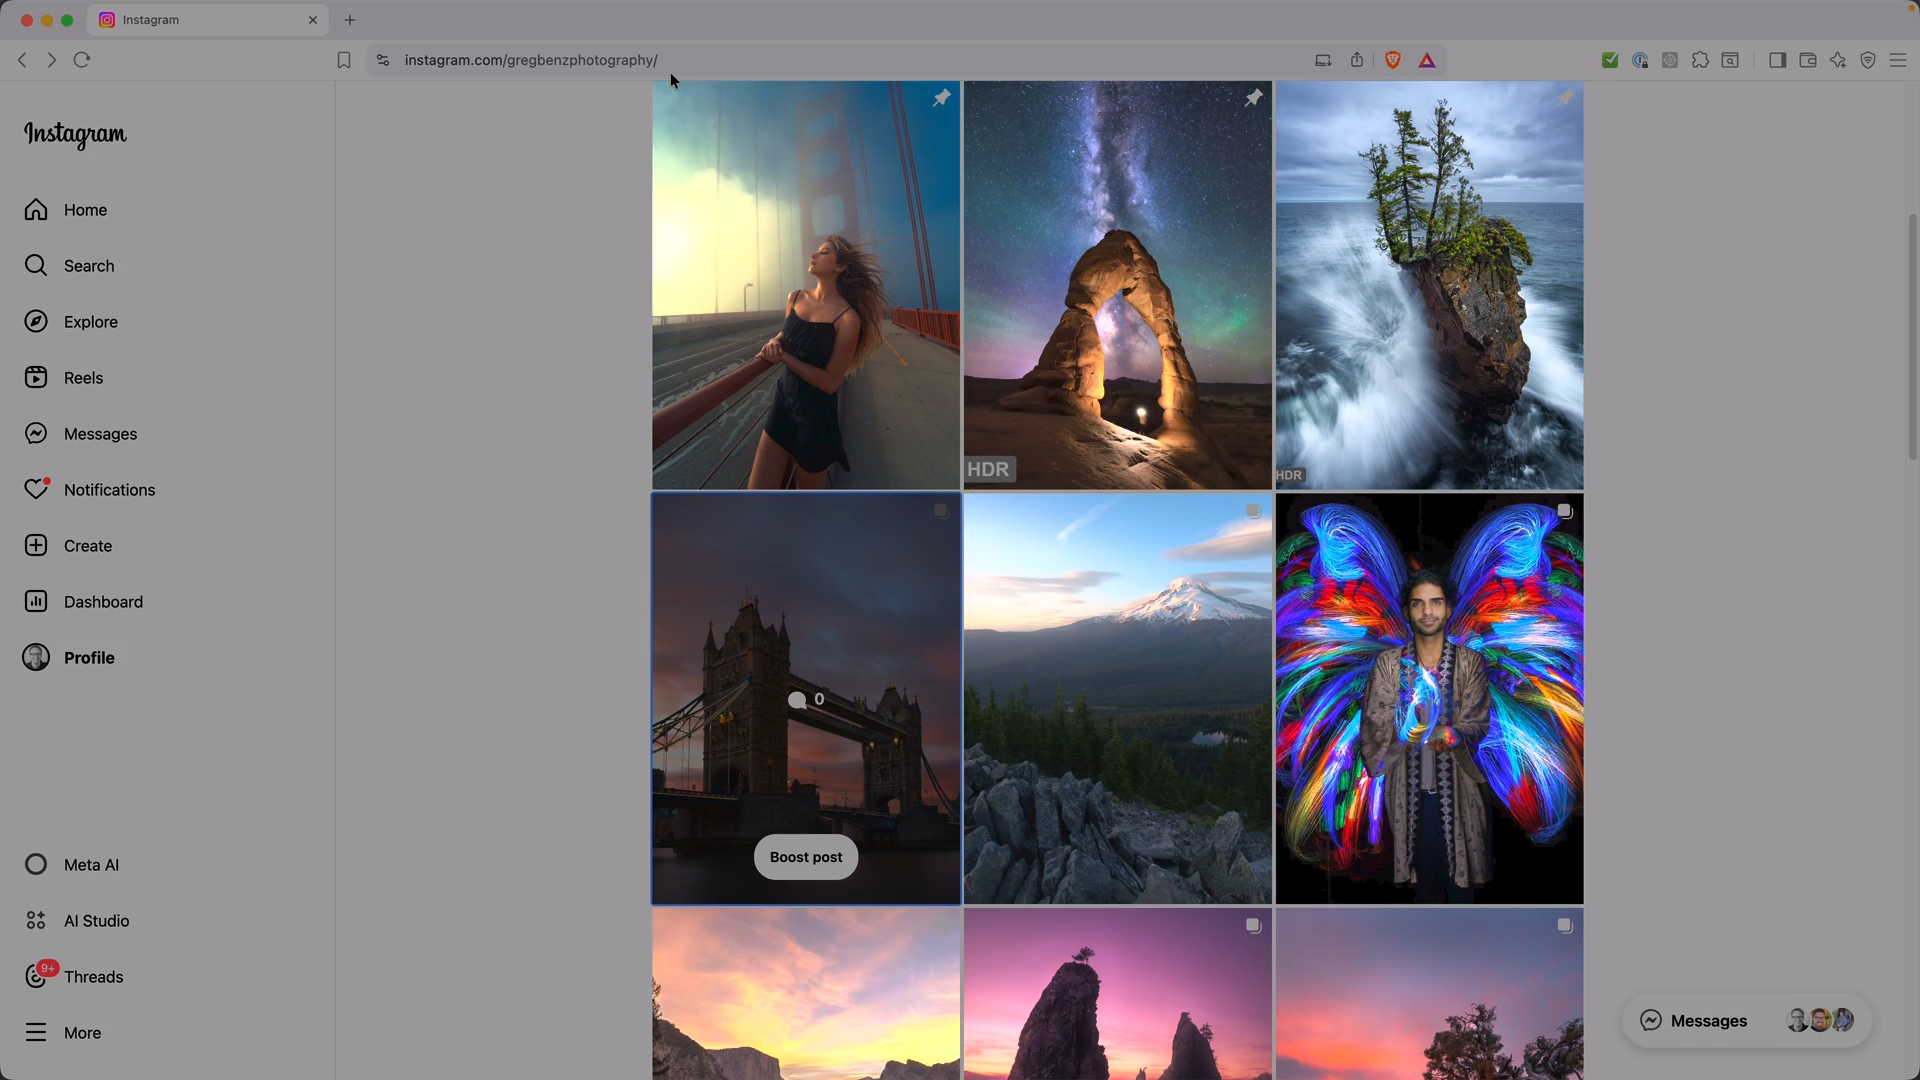 Instagram
instagram.com/gregbenzphotography/
Instagram
Home
Search
Explore
Reels
Messages
Notifications
Create
Dashboard
Profile
Meta AI
AI Studio
9+
Threads
More
HDR
HDR
0
Boost post
Messages